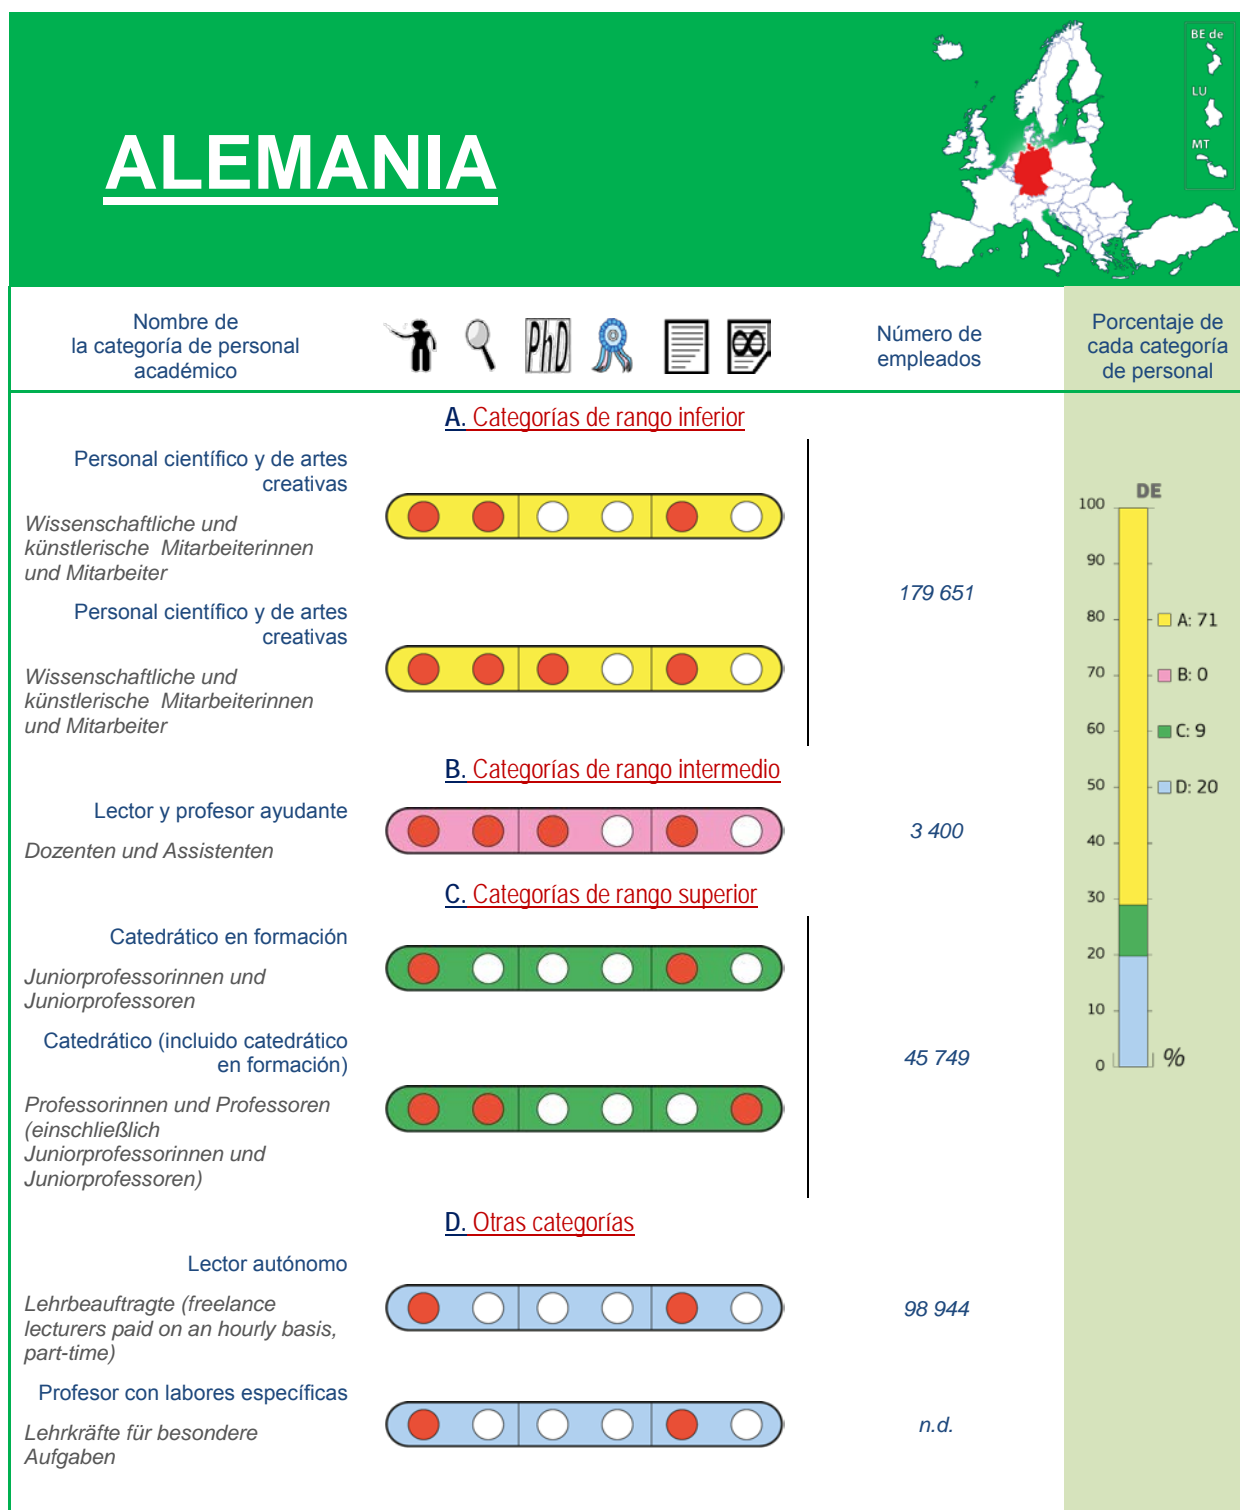 BE de
LU
MT
ALEMANIA
Nombre de
la categoría de personal
académico
PhD
Número de
empleados
Porcentaje de
cada categoría
de personal
A. Categorías de rango inferior
Personal científico y de artes
creativas
Wissenschaftliche und
künstlerische Mitarbeiterinnen
und Mitarbeiter
179 651
Personal científico y de artes
creativas
Wissenschaftliche und
künstlerische Mitarbeiterinnen
und Mitarbeiter
B. Categorías de rango intermedio
Lector y profesor ayudante
Dozenten und Assistenten
3 400
C. Categorías de rango superior
Catedrático en formación
Juniorprofessorinnen und
Juniorprofessoren
45 749
Catedrático (incluido catedrático
en formación)
Professorinnen und Professoren
(einschließlich
Juniorprofessorinnen und
Juniorprofessoren)
D. Otras categorías
Lector autónomo
Lehrbeauftragte (freelance
lecturers paid on an hourly basis,
part-time)
98 944
Profesor con labores específicas
Lehrkräfte für besondere
Aufgaben
n.d.
DE
100
90
80
70
60
50
40
30
20
10
0
%
A: 71
B: 0
C: 9
D: 20